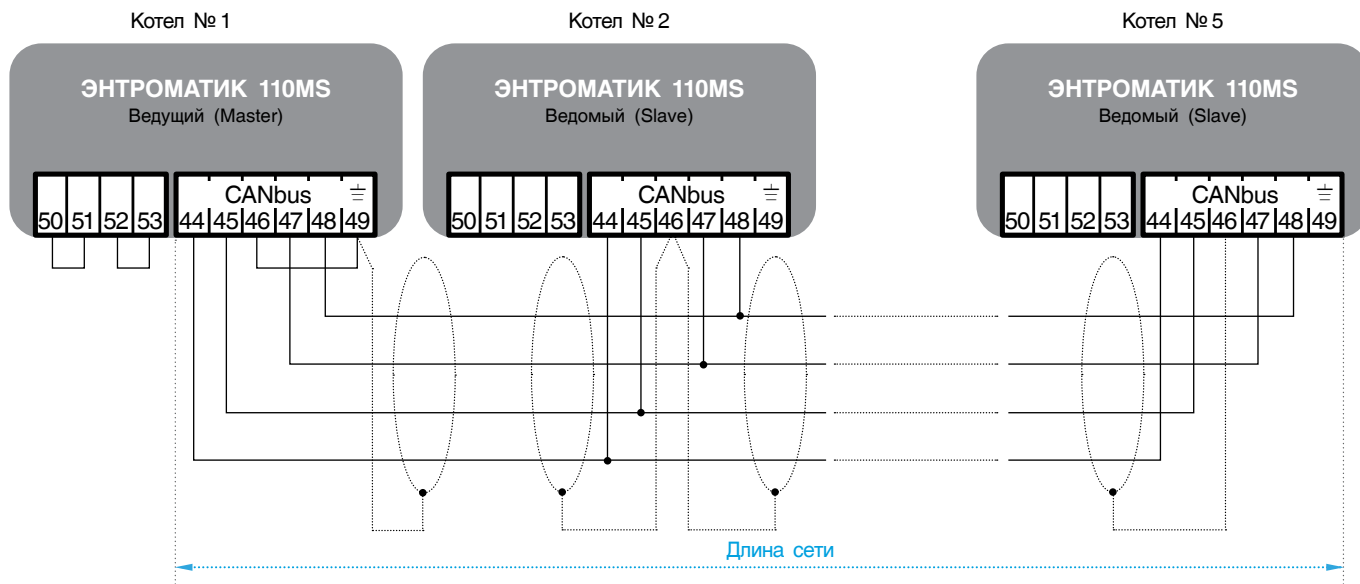 Котел № 1
Котел № 2
Котел № 5
ЭНТРОМАТИК 110MS
Ведущий (Master)
ЭНТРОМАТИК 110MS
Ведомый (Slave)
ЭНТРОМАТИК 110MS
Ведомый (Slave)
CANbus
50 51 52 53 44 45 46 47 48 49
CANbus
50 51 52 53 44 45 46 47 48 49
CANbus
50 51 52 53 44 45 46 47 48 49
Длина сети